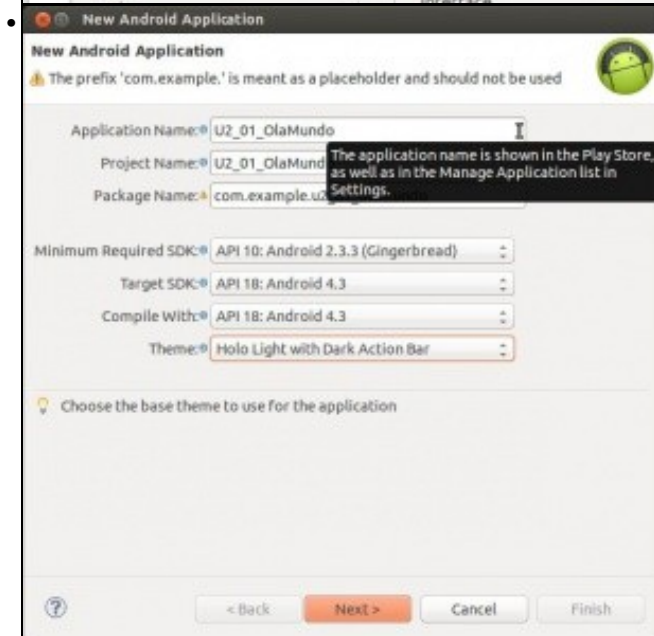 New Android Application
New Android Application
The prefix 'com.example.' is meant as a placeholder and should not be used
Application Name: U2_01_OlaMundo
Project Name: U2_01_OlaMund
The application name is shown in the Play Store,
as well as in the Manage Application list in
Settings.
Package Name: com.example.u2
Minimum Required SDK: API 10: Android 2.3.3 (Gingerbread)
Target SDK: API 18: Android 4.3
Compile With: API 18: Android 4.3
Theme: Holo Light with Dark Action Bar
Choose the base theme to use for the application
< Back Next > Cancel Finish